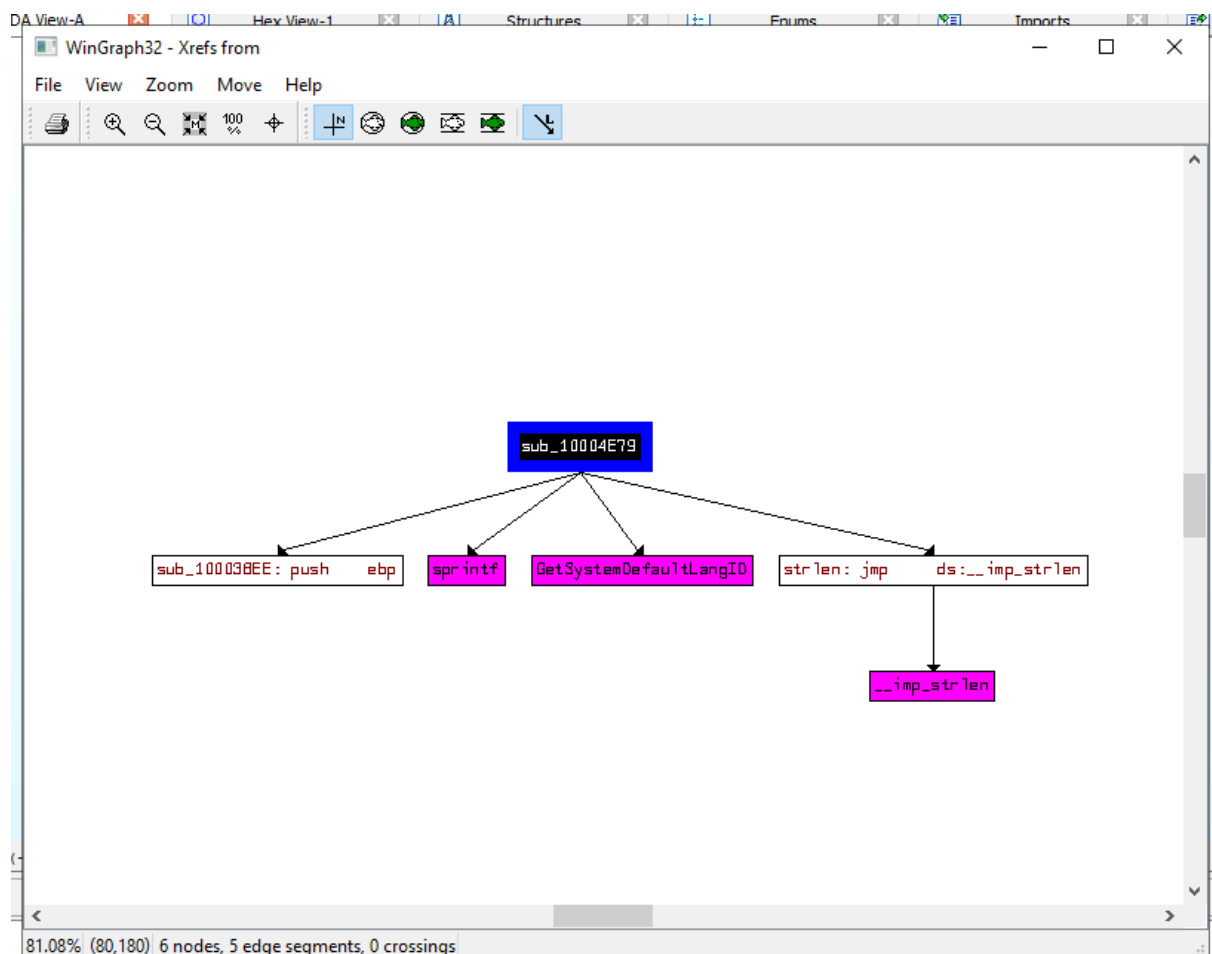 DA View-A Hex View-1 Structures Enums Imports
WinGraph32 - Xrefs from
File View Zoom Move Help
100 %
sub_10004E79
sub_100038EE: push ebp
sprintf
GetSystemDefaultLangID
strlen: jmp ds:__imp_strlen
__imp_strlen
81.08% (80,180) 6 nodes, 5 edge segments, 0 crossings